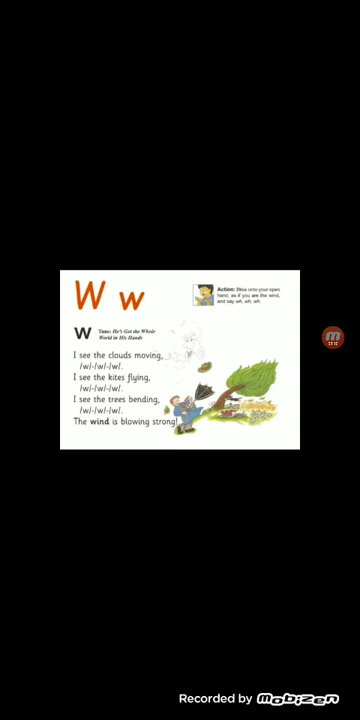 W w
Action: Blow onto your open
hand, as if you are the wind,
and say wh, wh, wh.
w
Tune: He's Got the Whole
World in His Hands
I see the clouds moving,
/w/-/w/-/w/.
I see the kites flying,
/w/-/w/-/w/.
I see the trees bending,
/w/-/w/-/w/.
The wind is blowing strong!
Recorded by mobizen